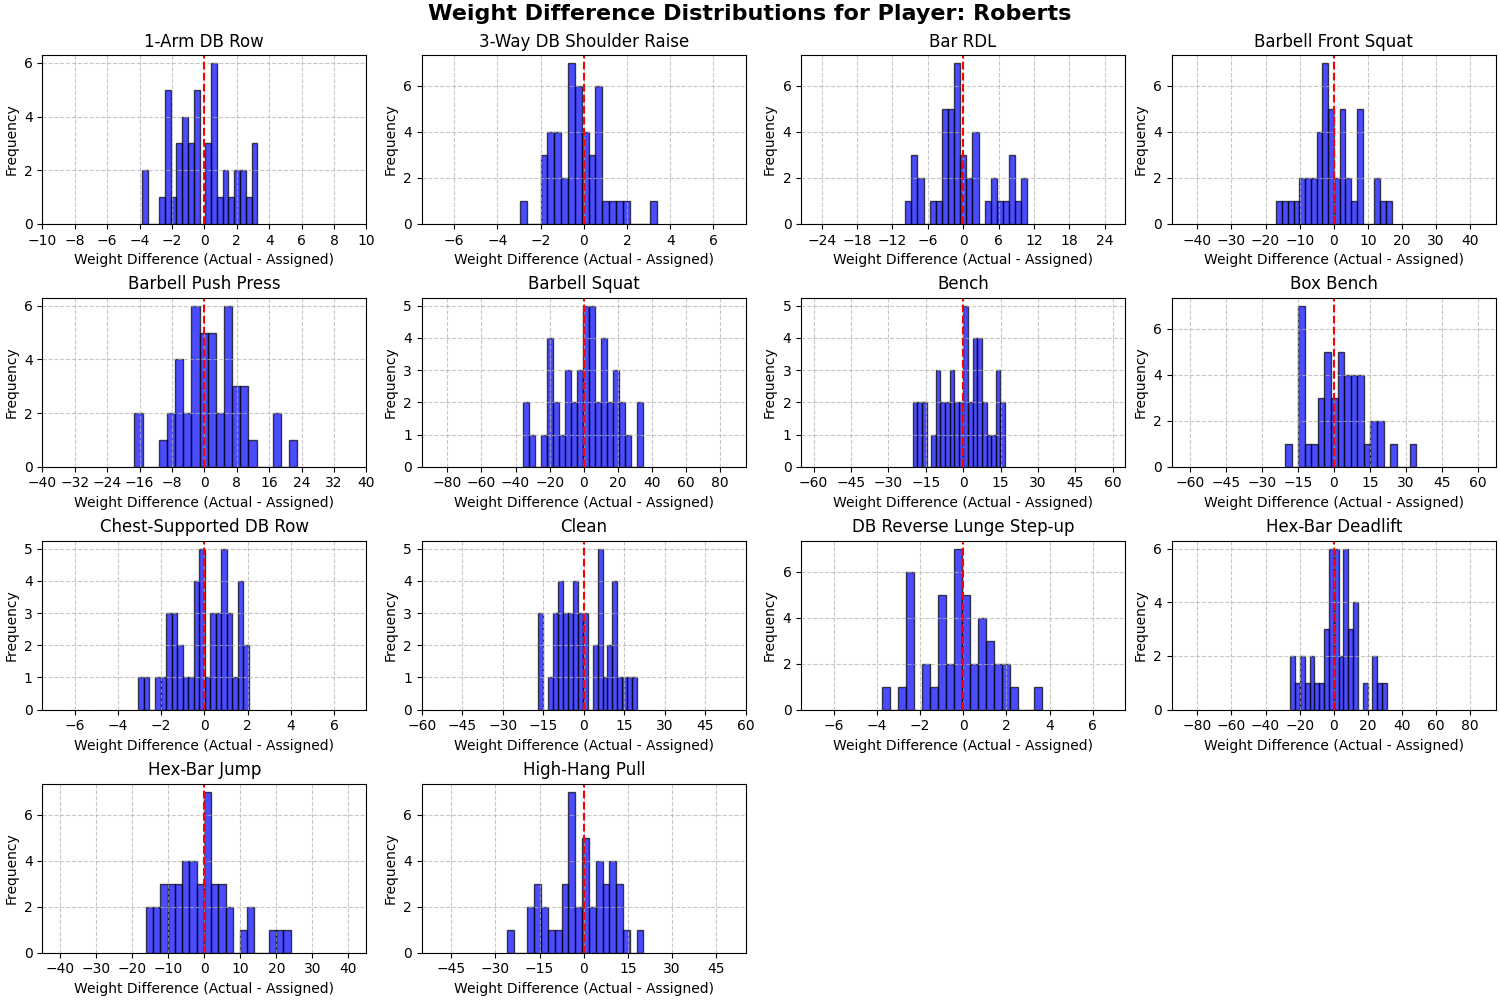 Weight Difference Distributions for Player: Roberts
1-Arm DB Row
Frequency
0
2
4
6
−10 −8 −6 −4 −2 0 2 4 6 8 10
Weight Difference (Actual - Assigned)
3-Way DB Shoulder Raise
Frequency
0
2
4
6
−6 −4 −2 0 2 4 6
Weight Difference (Actual - Assigned)
Bar RDL
Frequency
0
2
4
6
−24 −18 −12 −6 0 6 12 18 24
Weight Difference (Actual - Assigned)
Barbell Front Squat
Frequency
0
2
4
6
−40 −30 −20 −10 0 10 20 30 40
Weight Difference (Actual - Assigned)
Barbell Push Press
Frequency
0
2
4
6
−40 −32 −24 −16 −8 0 8 16 24 32 40
Weight Difference (Actual - Assigned)
Barbell Squat
Frequency
0
1
2
3
4
5
−80 −60 −40 −20 0 20 40 60 80
Weight Difference (Actual - Assigned)
Bench
Frequency
0
1
2
3
4
5
−60 −45 −30 −15 0 15 30 45 60
Weight Difference (Actual - Assigned)
Box Bench
Frequency
0
2
4
6
−60 −45 −30 −15 0 15 30 45 60
Weight Difference (Actual - Assigned)
Chest-Supported DB Row
Frequency
0
1
2
3
4
5
−6 −4 −2 0 2 4 6
Weight Difference (Actual - Assigned)
Clean
Frequency
0
1
2
3
4
5
−60 −45 −30 −15 0 15 30 45 60
Weight Difference (Actual - Assigned)
DB Reverse Lunge Step-up
Frequency
0
2
4
6
−6 −4 −2 0 2 4 6
Weight Difference (Actual - Assigned)
Hex-Bar Deadlift
Frequency
0
2
4
6
−80 −60 −40 −20 0 20 40 60 80
Weight Difference (Actual - Assigned)
Hex-Bar Jump
Frequency
0
2
4
6
−40 −30 −20 −10 0 10 20 30 40
Weight Difference (Actual - Assigned)
High-Hang Pull
Frequency
0
2
4
6
−45 −30 −15 0 15 30 45
Weight Difference (Actual - Assigned)